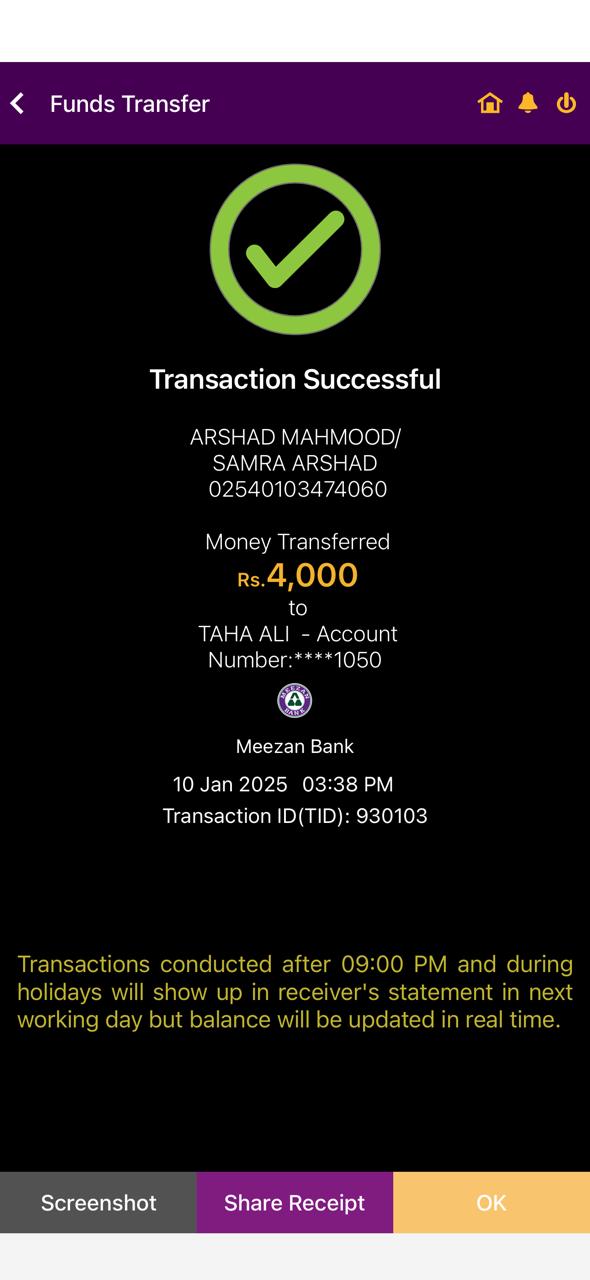 Funds Transfer
Transaction Successful
ARSHAD MAHMOOD/
SAMRA ARSHAD
02540103474060
Money Transferred
Rs.4,000
to
TAHA ALI - Account
Number:****1050
MEEZAN
BANK
Meezan Bank
10 Jan 2025 03:38 PM
Transaction ID(TID): 930103
Transactions conducted after 09:00 PM and during
holidays will show up in receiver's statement in next
working day but balance will be updated in real time.
Screenshot Share Receipt OK